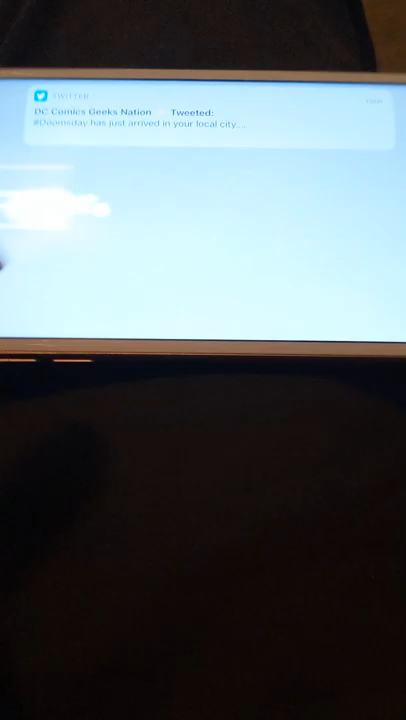 TWITTER
DC Comics Geeks Nation Tweeted:
#Doomsday has just arrived in your local city....